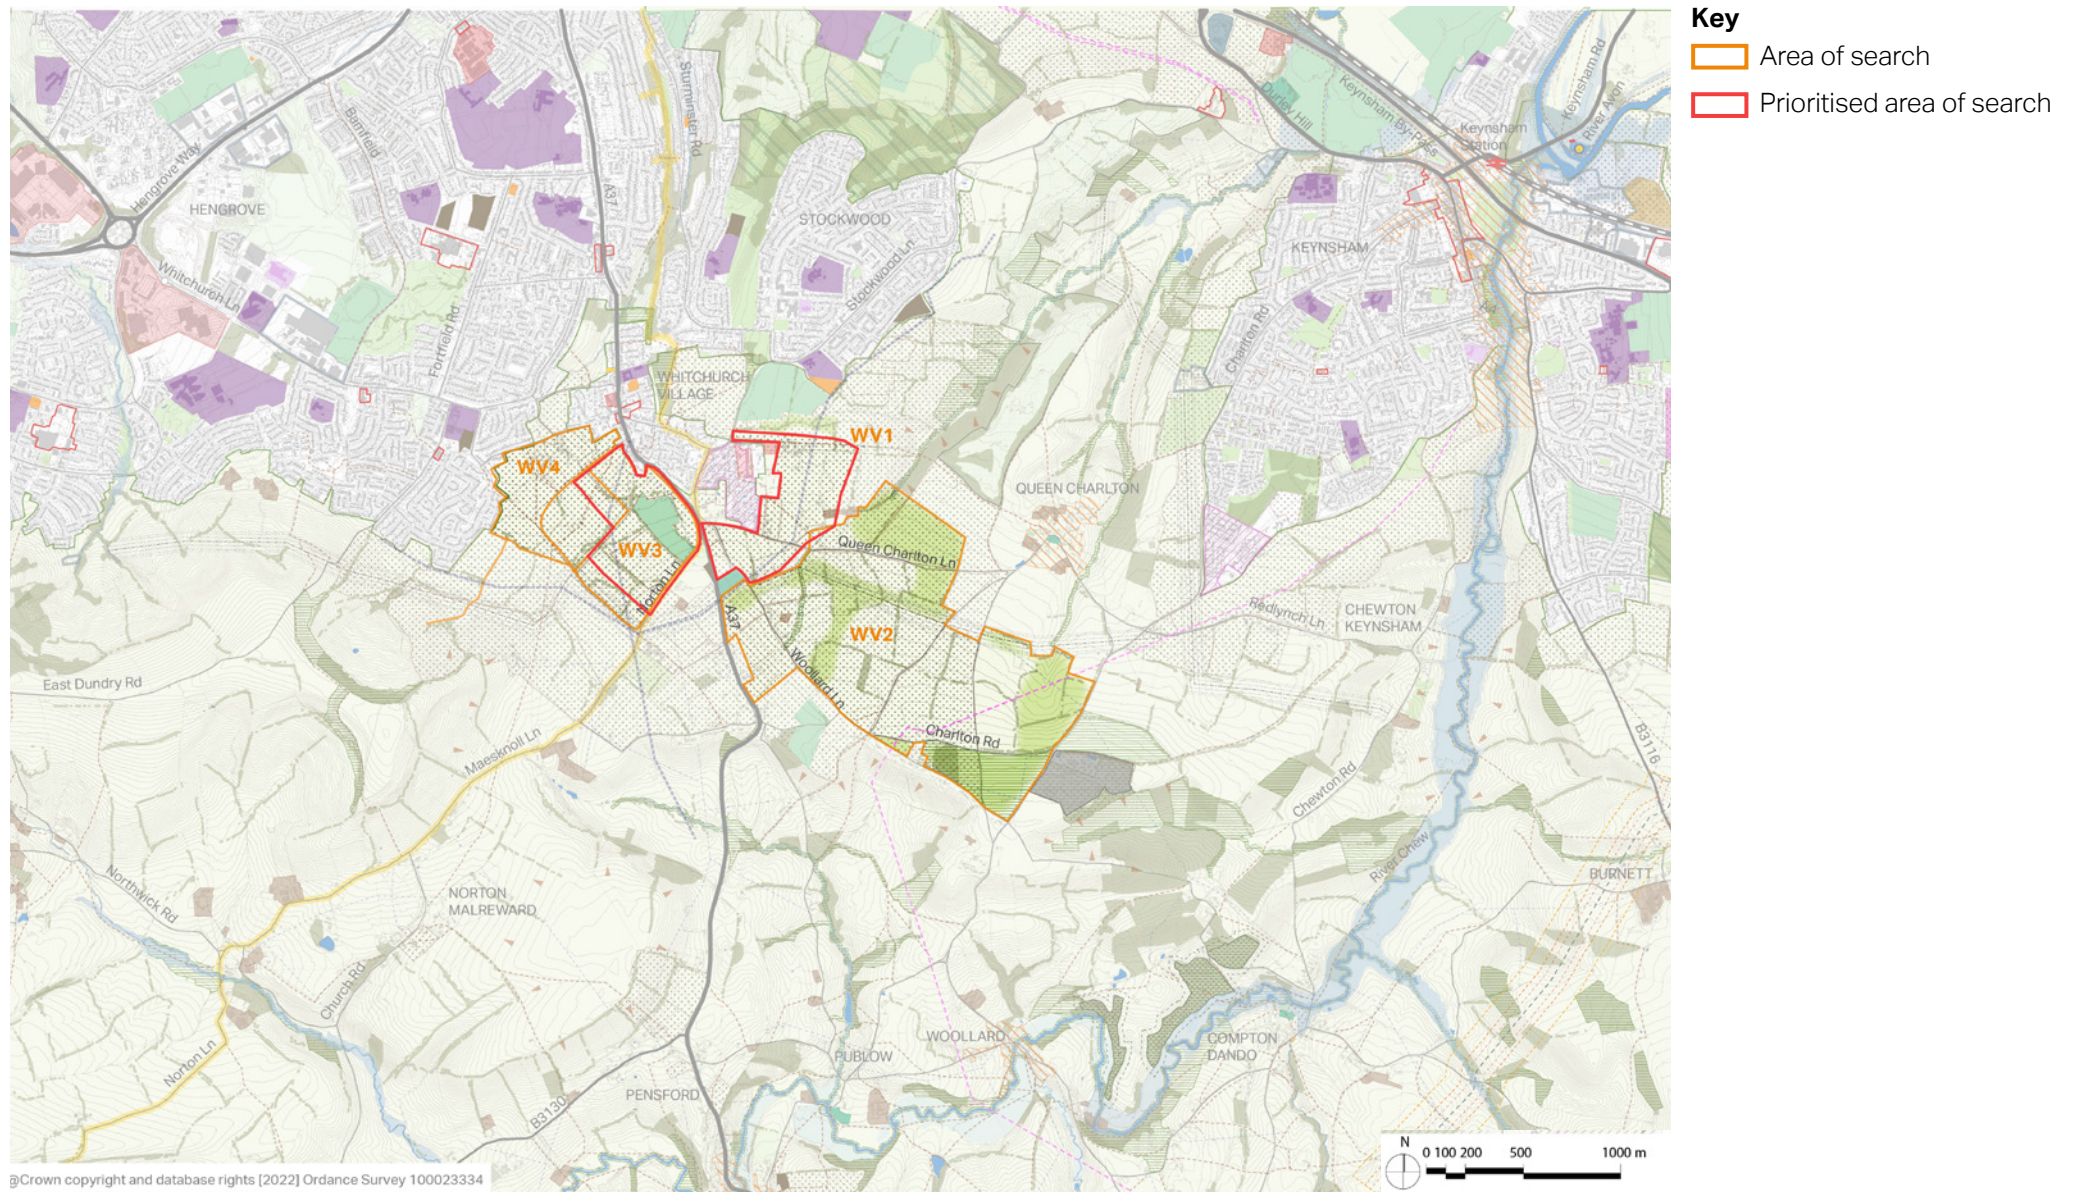 Key
Area of search
Prioritised area of search
Hengrove Way
Bamfield
HENGROVE
Whitchurch Ln
Fortfield Rd
A37
Sturminster Rd
STOCKWOOD
Stockwood Ln
Durley Hill
Keynsham By-Pass
Keynsham
Station
Keynsham Rd
River Avon
KEYNSHAM
A4
Charlton Rd
WHITCHURCH
VILLAGE
WV1
WV4
WV3
Norton Ln
QUEEN CHARLTON
Queen Charlton Ln
WV2
A37
Woollard Ln
Charlton Rd
Redlynch Ln
CHEWTON
KEYNSHAM
East Dundry Rd
Maesknoll Ln
B3116
Chewton Rd
River Chew
BURNETT
Northwick Rd
NORTON
MALREWARD
Church Rd
Norton Ln
B3130
PENSFORD
PUBLOW
WOOLLARD
COMPTON
DANDO
N
0 100 200 500 1000 m
@Crown copyright and database rights [2022] Ordance Survey 100023334